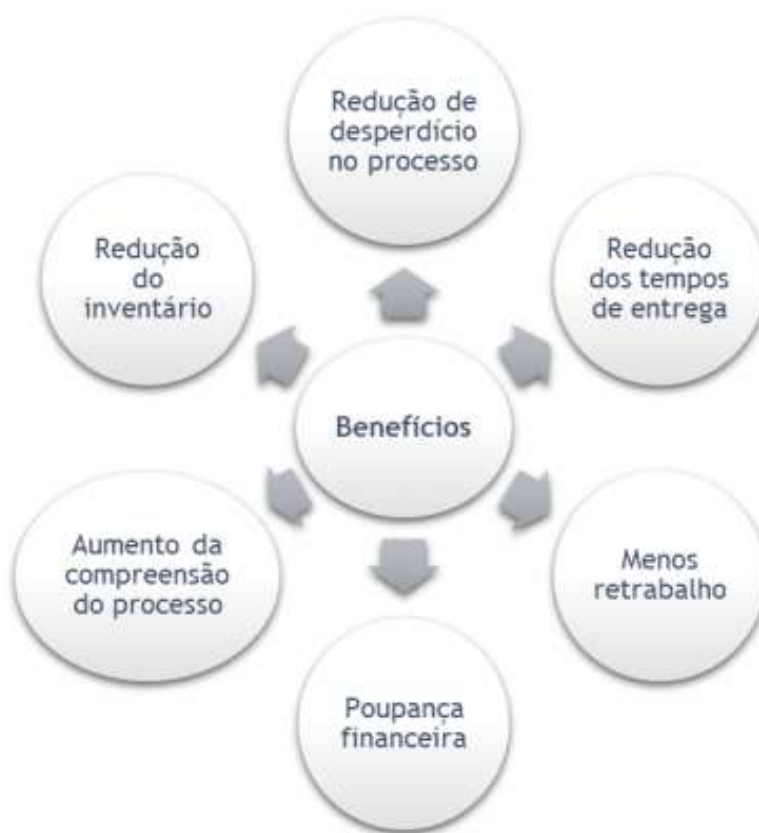 Redução de
desperdício
no processo
Redução
do
inventário
Redução
dos tempos
de entrega
Benefícios
Aumento da
compreensão
do processo
Menos
retrabalho
Poupança
financeira